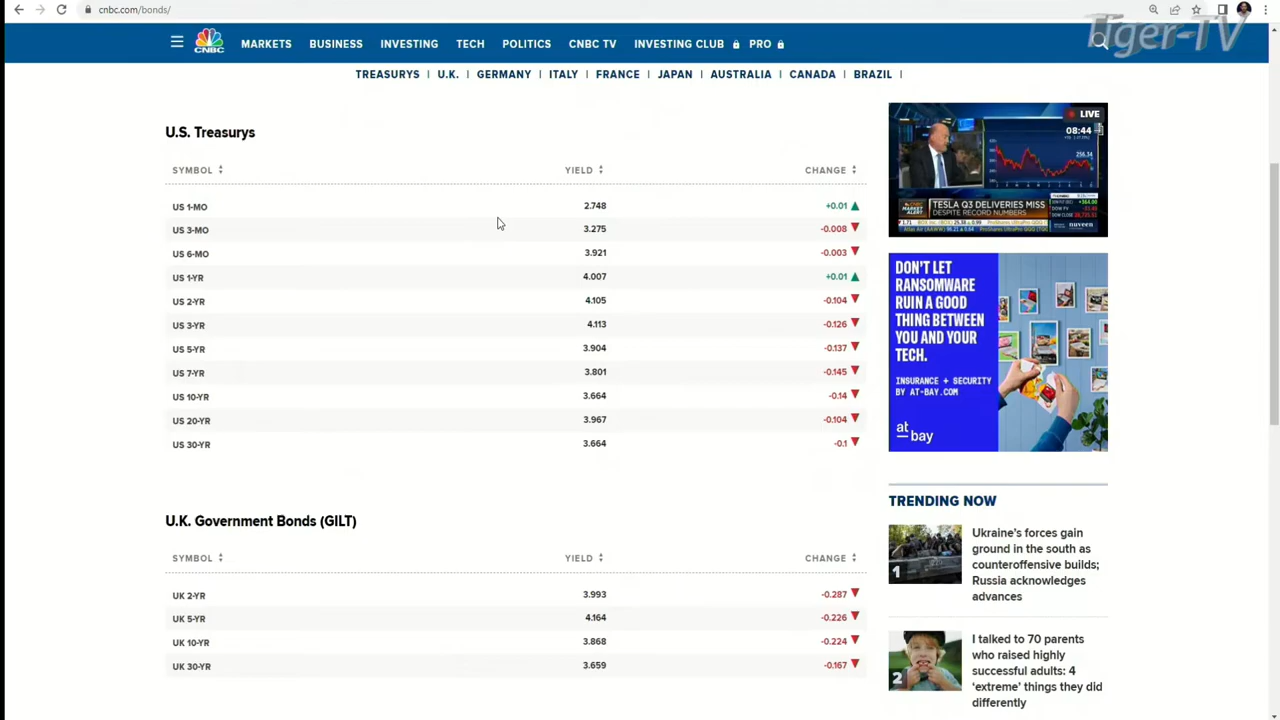 cnbc.com/bonds/
Tiger-TV
CNBC
MARKETS BUSINESS INVESTING TECH POLITICS CNBC TV INVESTING CLUB PRO
TREASURYS | U.K. | GERMANY | ITALY | FRANCE | JAPAN | AUSTRALIA | CANADA | BRAZIL |
U.S. Treasurys
SYMBOL YIELD CHANGE
US 1-MO 2.748 +0.01
US 3-MO 3.275 -0.008
US 6-MO 3.921 -0.003
US 1-YR 4.007 +0.01
US 2-YR 4.105 -0.104
US 3-YR 4.113 -0.126
US 5-YR 3.904 -0.137
US 7-YR 3.801 -0.145
US 10-YR 3.664 -0.14
US 20-YR 3.967 -0.104
US 30-YR 3.664 -0.1
U.K. Government Bonds (GILT)
SYMBOL YIELD CHANGE
UK 2-YR 3.993 -0.287
UK 5-YR 4.164 -0.226
UK 10-YR 3.868 -0.224
UK 30-YR 3.659 -0.167
LIVE
08:44
256.34
TESLA Q3 DELIVERIES MISS
DESPITE RECORD NUMBERS
nuveen
DON'T LET
RANSOMWARE
RUIN A GOOD
THING BETWEEN
YOU AND YOUR
TECH.
INSURANCE + SECURITY
BY AT-BAY.COM
at
bay
TRENDING NOW
1
Ukraine's forces gain
ground in the south as
counteroffensive builds;
Russia acknowledges
advances
2
I talked to 70 parents
who raised highly
successful adults: 4
'extreme' things they did
differently